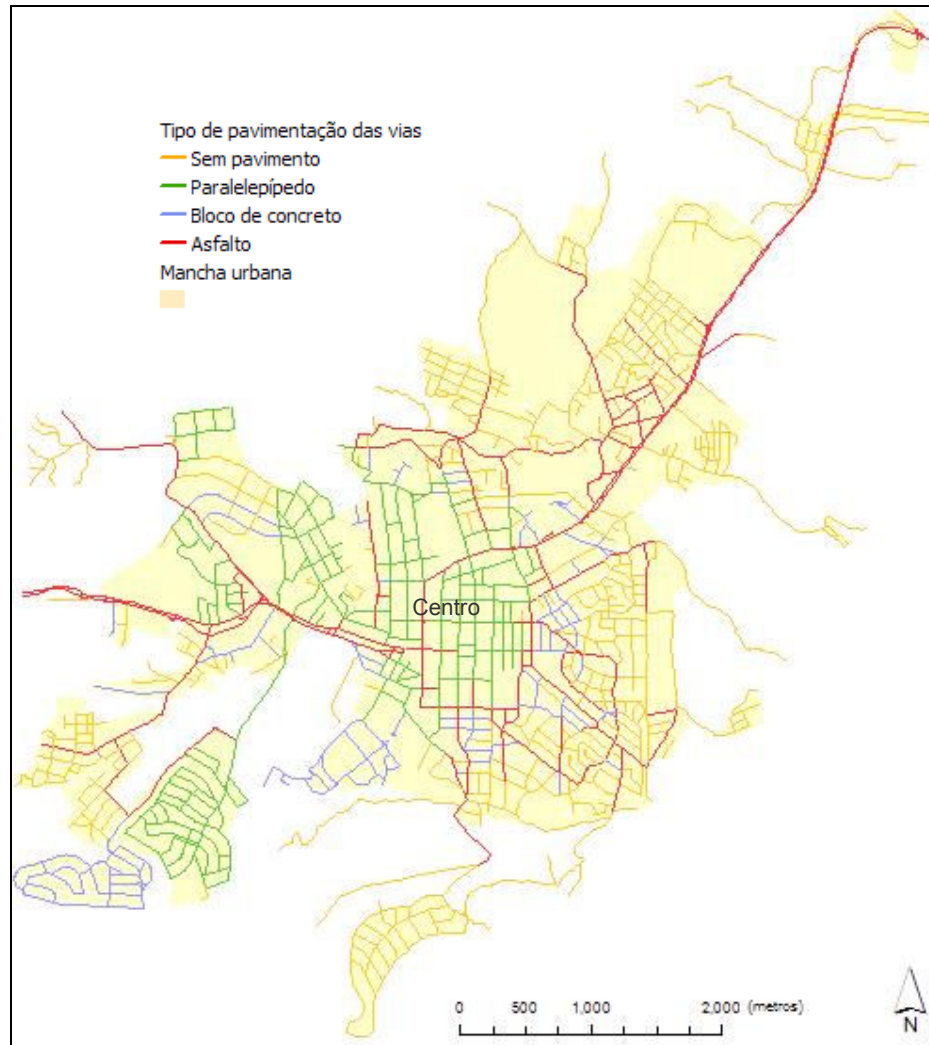 Tipo de pavimentação das vias
Sem pavimento
Paralelepípedo
Bloco de concreto
Asfalto
Mancha urbana
Centro
0 500 1,000 2,000 (metros)
N